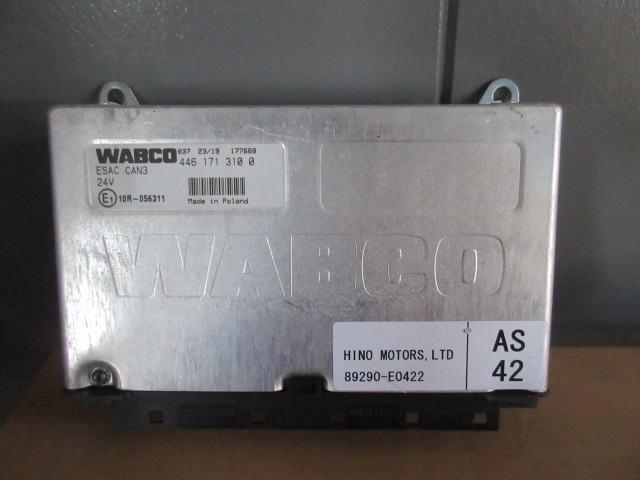 WABCO 037 23/19 177668
446 171 310 0
ESAC CAN3
24V
E1 10R-056311
Made in Poland
WABCO
HINO MOTORS,LTD
89290-E0422
AS
42